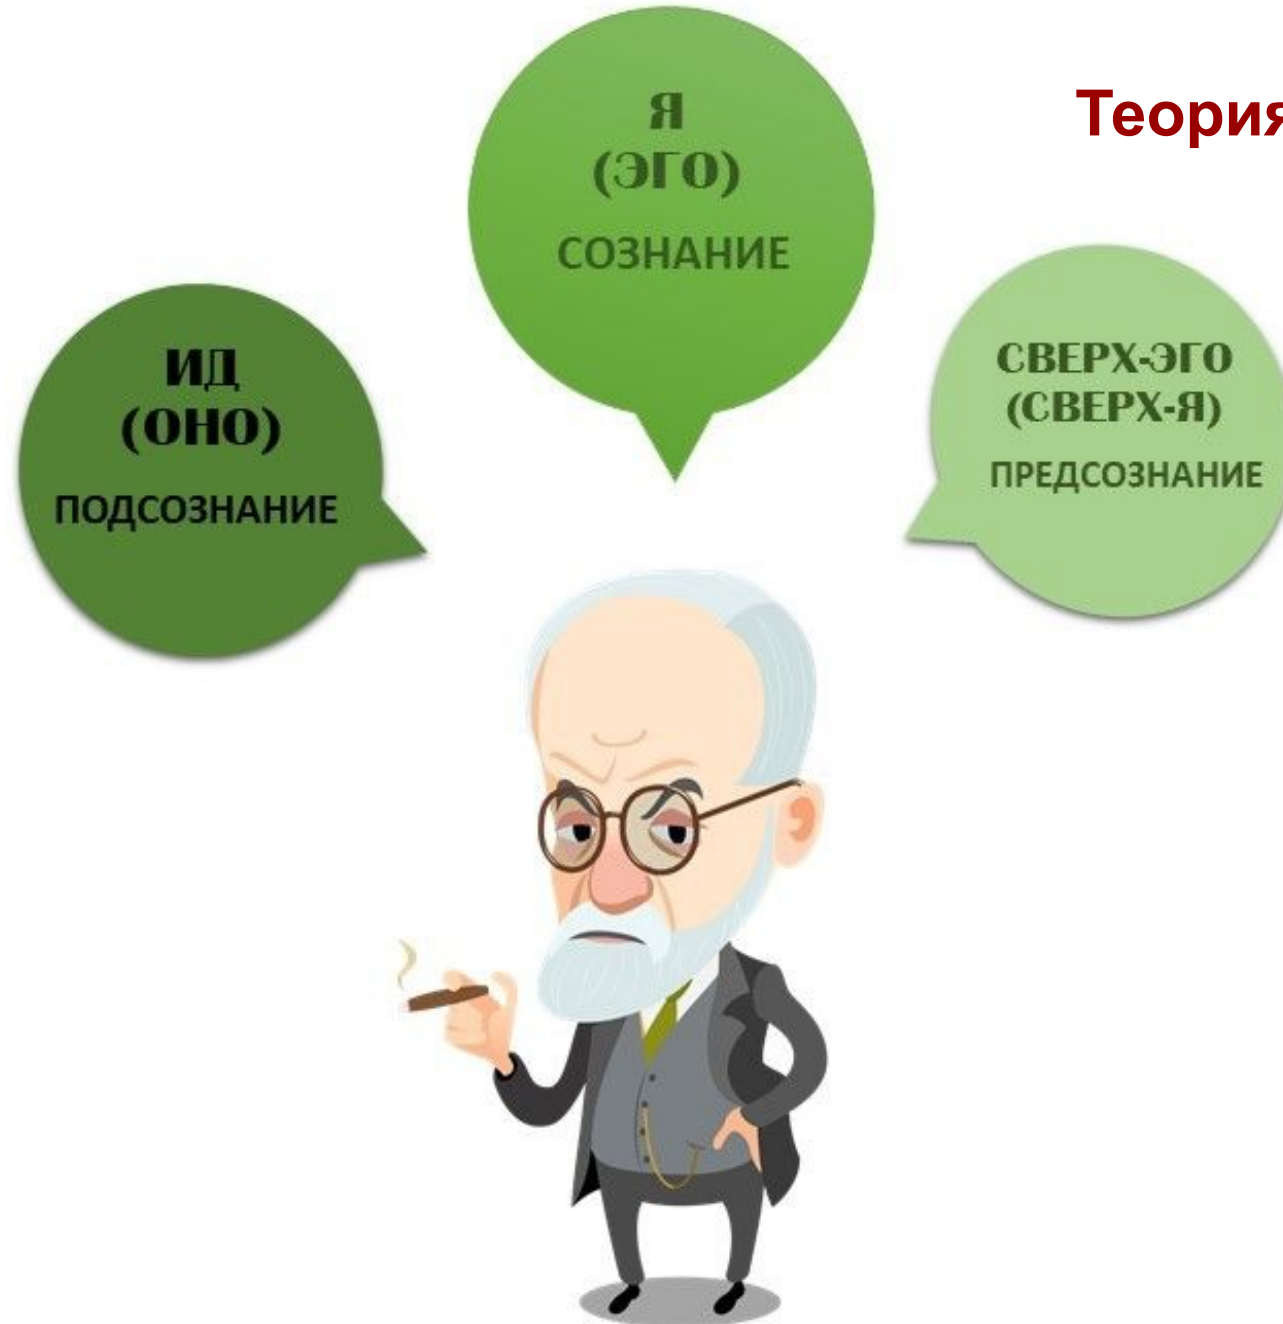 Теория
Я
(ЭГО)
СОЗНАНИЕ
ИД
(ОНО)
ПОДСОЗНАНИЕ
СВЕРХ-ЭГО
(СВЕРХ-Я)
ПРЕДСОЗНАНИЕ